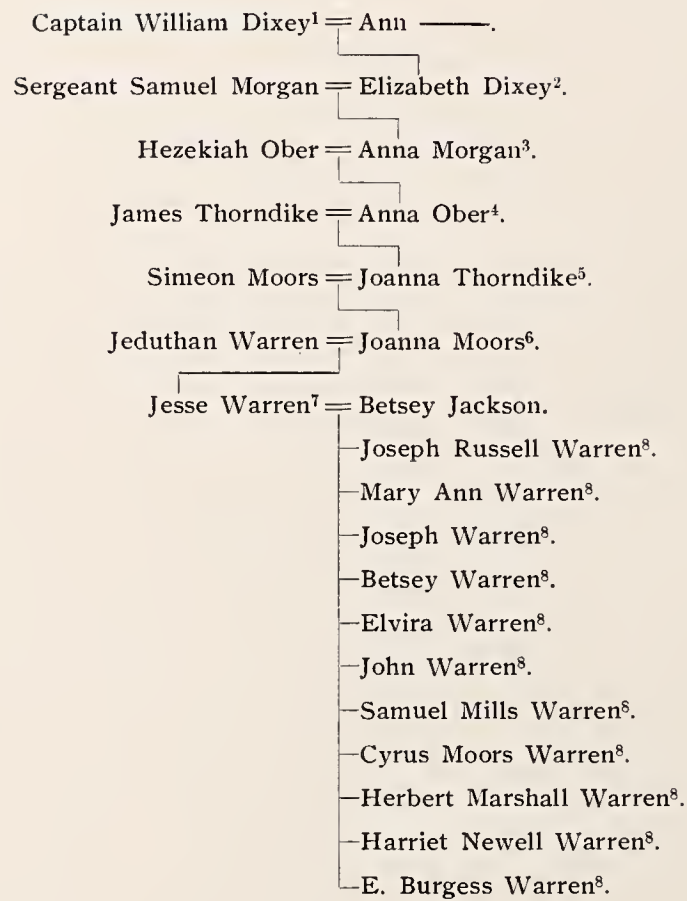 Captain William Dixey¹ = Ann ———.
Sergeant Samuel Morgan = Elizabeth Dixey².
Hezekiah Ober = Anna Morgan³.
James Thorndike = Anna Ober⁴.
Simeon Moors = Joanna Thorndike⁵.
Jeduthan Warren = Joanna Moors⁶.
Jesse Warren⁷ = Betsey Jackson.
Joseph Russell Warren⁸.
Mary Ann Warren⁸.
Joseph Warren⁸.
Betsey Warren⁸.
Elvira Warren⁸.
John Warren⁸.
Samuel Mills Warren⁸.
Cyrus Moors Warren⁸.
Herbert Marshall Warren⁸.
Harriet Newell Warren⁸.
E. Burgess Warren⁸.